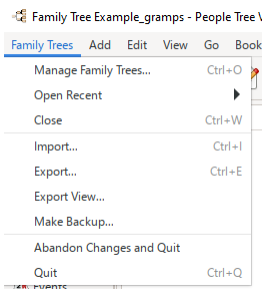 Family Tree Example_gramps - People Tree V
Family Trees Add Edit View Go Book
Manage Family Trees... Ctrl+O
Open Recent
Close Ctrl+W
Import... Ctrl+I
Export... Ctrl+E
Export View...
Make Backup...
Abandon Changes and Quit
Quit Ctrl+Q
Events